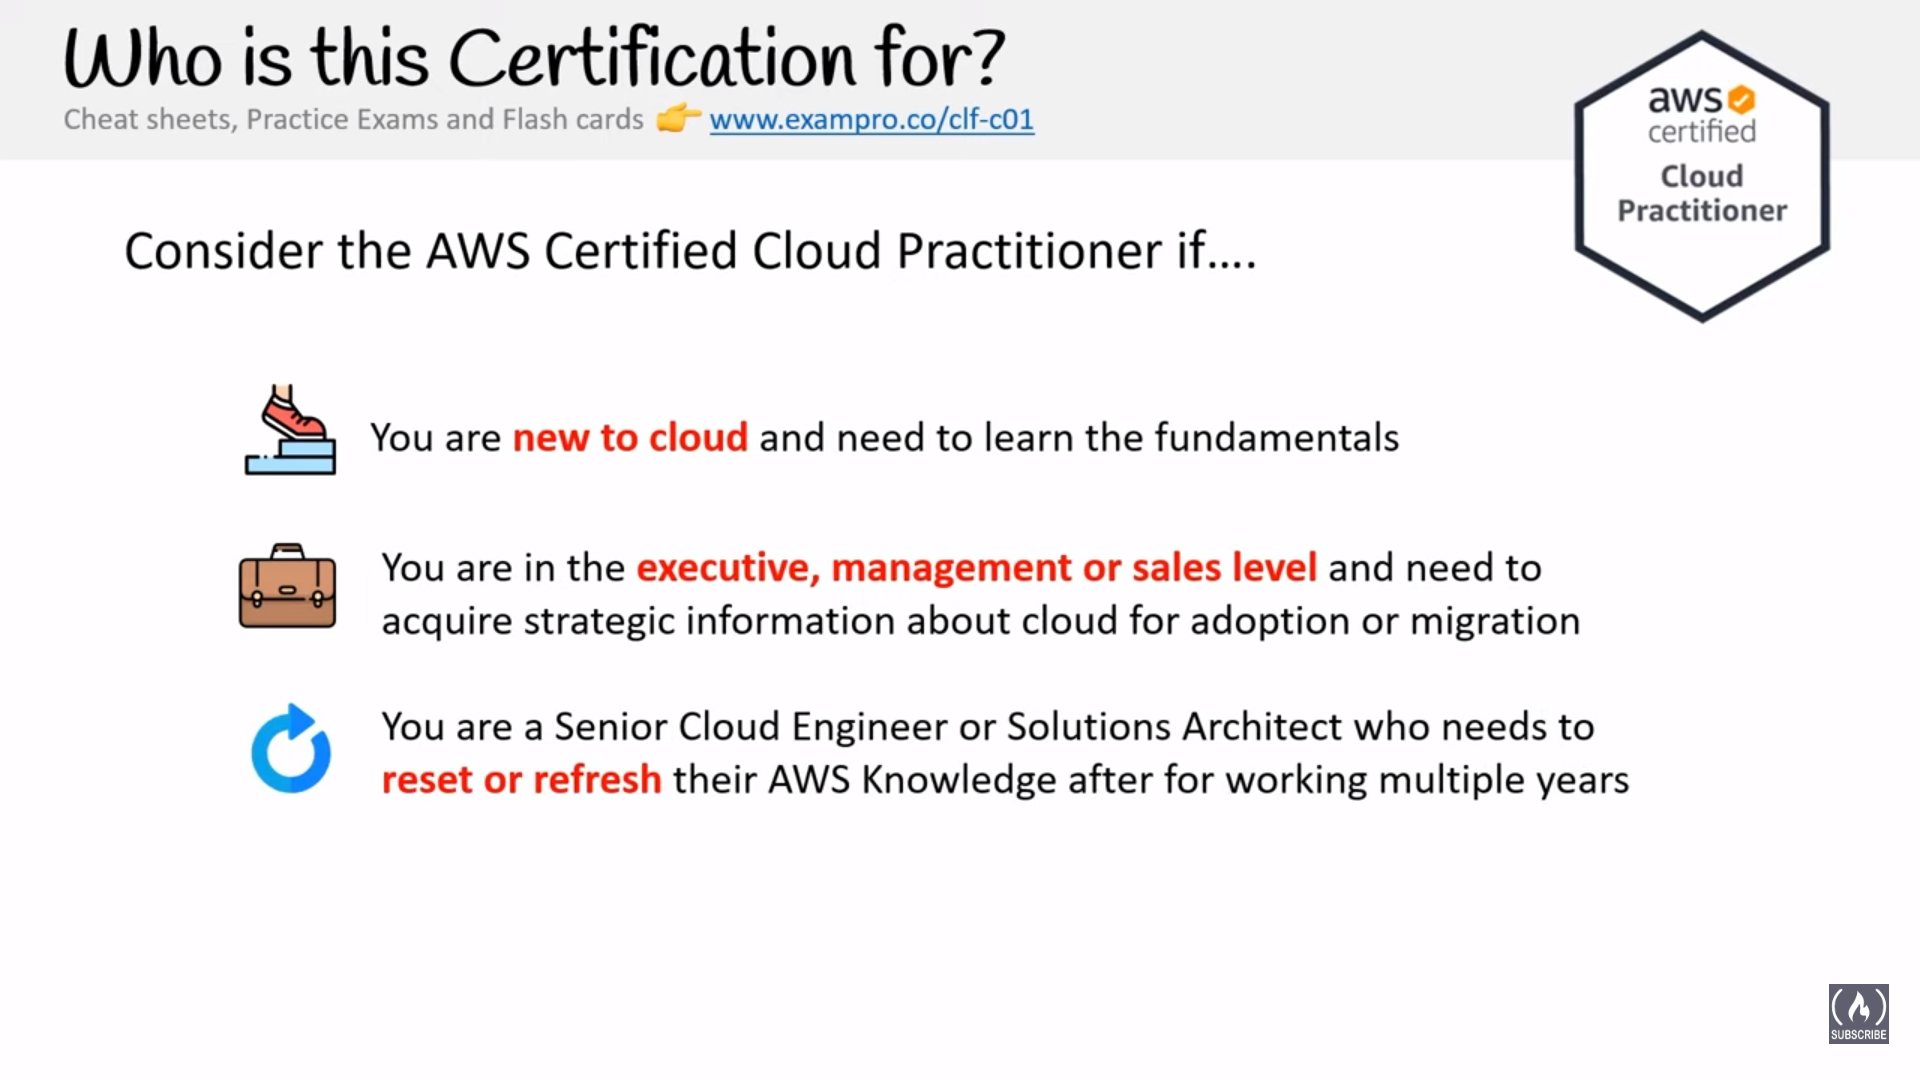 Who is this Certification for?
Cheat sheets, Practice Exams and Flash cards 👉 www.exampro.co/clf-c01
aws
certified
Cloud
Practitioner
Consider the AWS Certified Cloud Practitioner if....
You are new to cloud and need to learn the fundamentals
You are in the executive, management or sales level and need to
acquire strategic information about cloud for adoption or migration
You are a Senior Cloud Engineer or Solutions Architect who needs to
reset or refresh their AWS Knowledge after for working multiple years
SUBSCRIBE